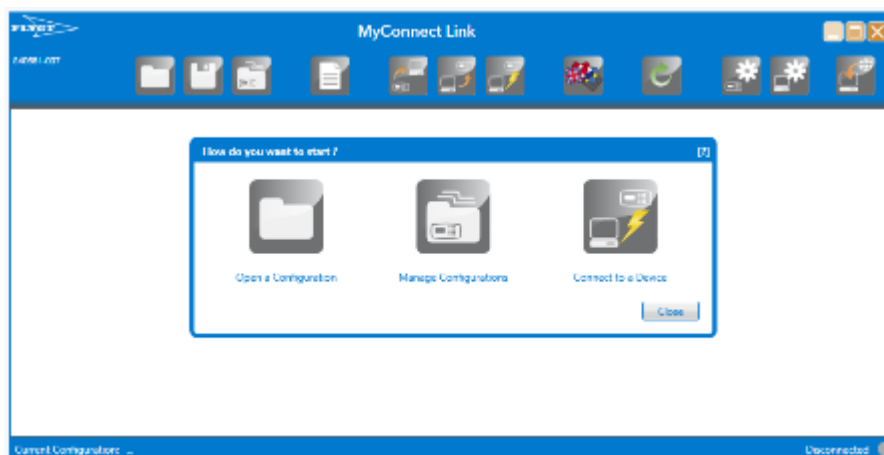 FLYGT
MyConnect Link
How do you want to start ?
[?]
Open a Configuration
Manage Configurations
Connect to a Device
Close
Current Configuration: _
Disconnected